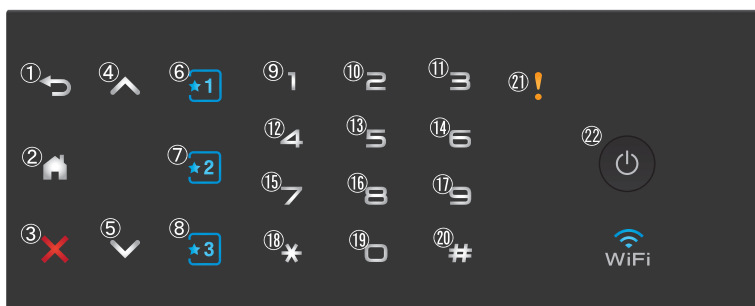 ① ④ ⑥ ★1 ⑨ 1 ⑩ 2 ⑪ 3 ㉑ !
⑫ 4 ⑬ 5 ⑭ 6 ㉒
② ⑦ ★2
⑮ 7 ⑯ 8 ⑰ 9
③ ⑤ ⑧ ★3 ⑱ * ⑲ 0 ⑳ #
WiFi